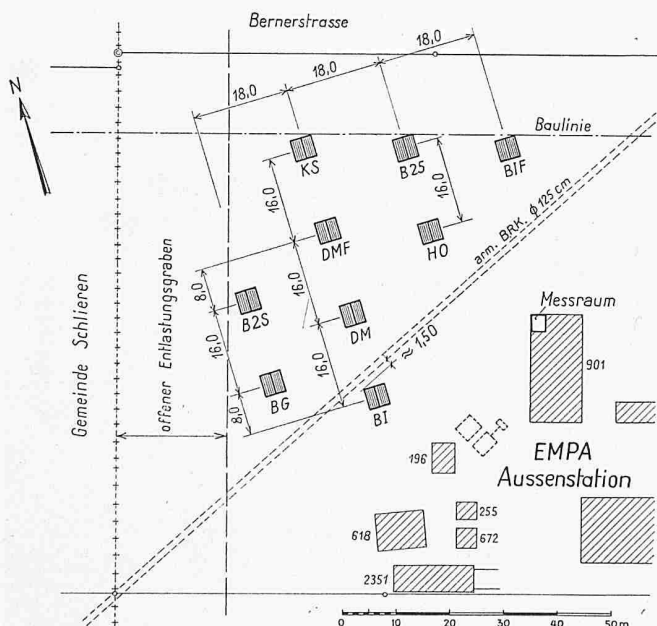 Bernerstrasse
18,0
18,0
18,0
N
Baulinie
KS
B2S
BIF
16,0
16,0
arm. BRK. ϕ 125 cm
DMF
HO
8,0
B2S
16,0
DM
Messraum
901
≈ 1,50
16,0
16,0
BG
BI
8,0
Gemeinde Schlieren
offener Entlastungsgraben
EMPA
Aussenstation
196
255
618
672
2351
0 10 20 30 50 m